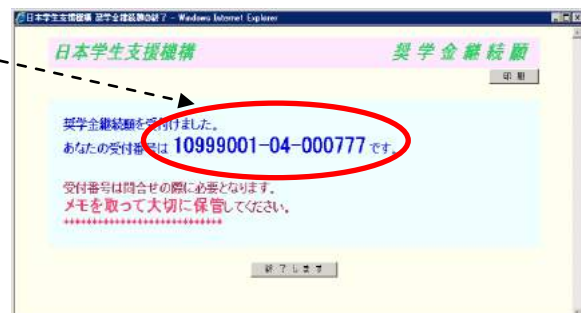 日本学生支援機構 奨学金継続願の終了 - Windows Internet Explorer
日本学生支援機構 奨学金継続願
印刷
奨学金継続願を受付けました。
あなたの受付番号は 10999001-04-000777 です。
受付番号は問合せの際に必要となります。
メモを取って大切に保管してください。
****************************
終了します